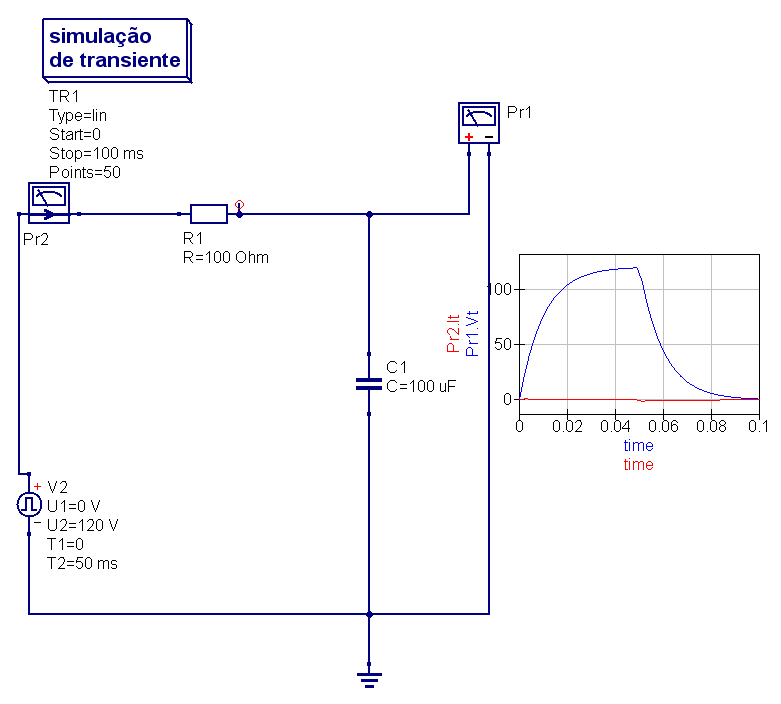 simulação
de transiente
TR1
Type=lin
Start=0
Stop=100 ms
Points=50
Pr1
+ −
Pr2
R1
R=100 Ohm
C1
C=100 uF
+ V2
− U1=0 V
U2=120 V
T1=0
T2=50 ms
Pr2.It
Pr1.Vt
100
50
0
0 0.02 0.04 0.06 0.08 0.1
time
time